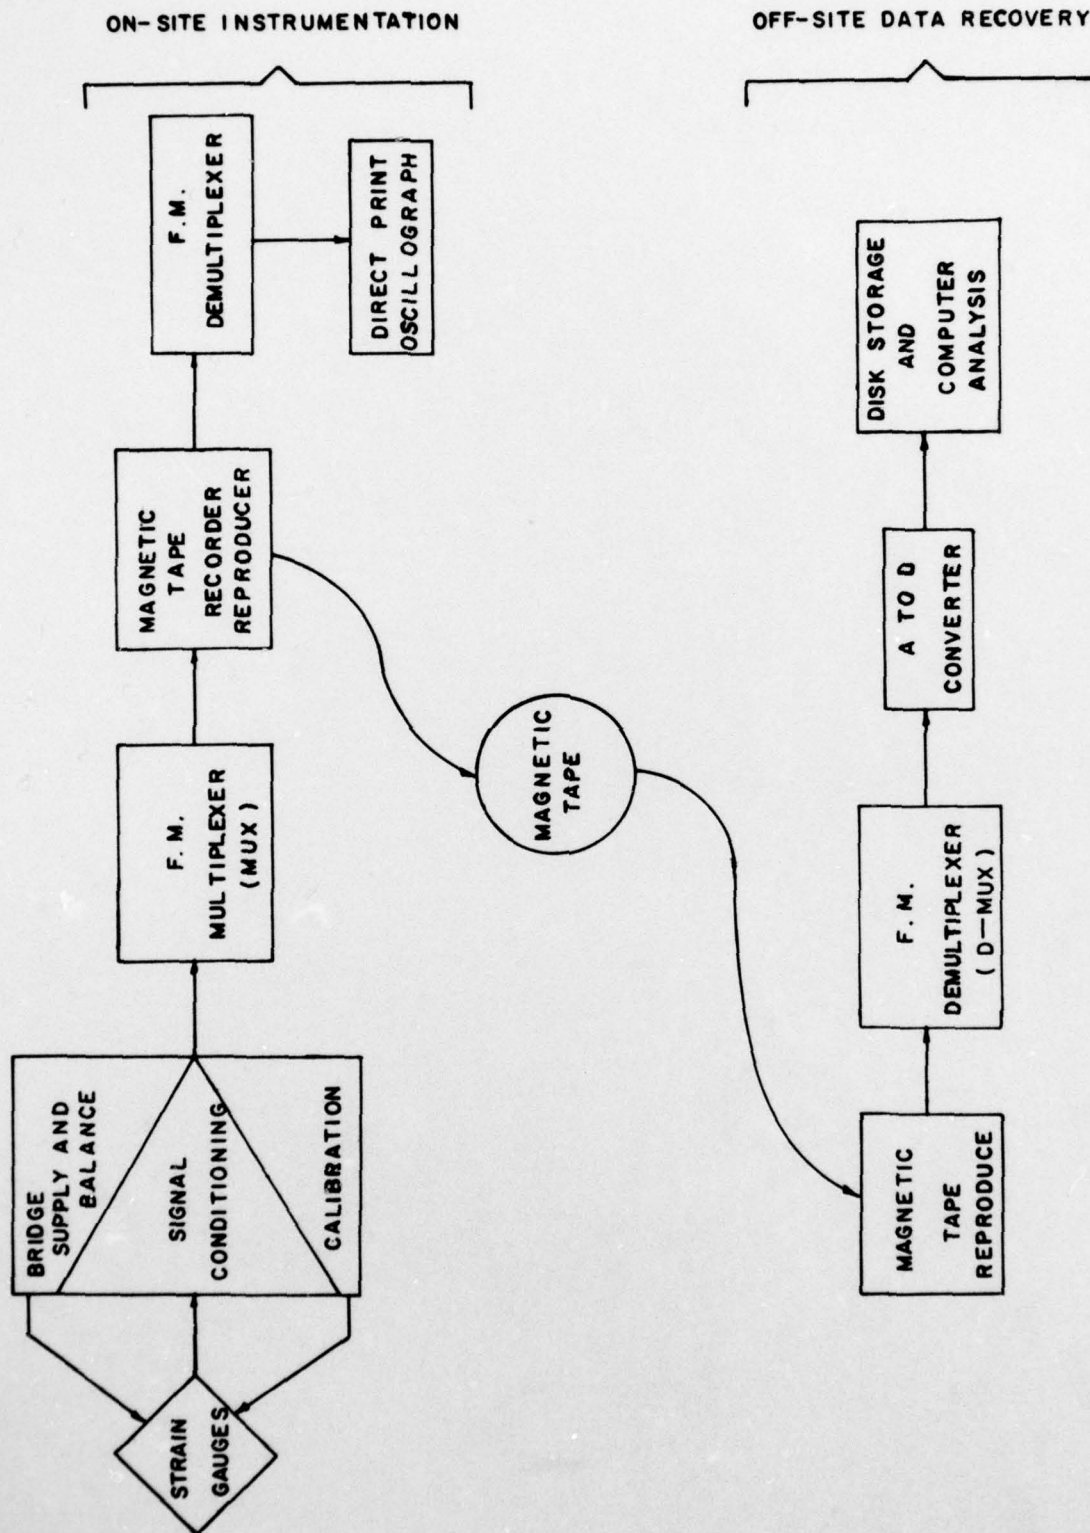 ON-SITE INSTRUMENTATION
STRAIN
GAUGES
BRIDGE
SUPPLY AND
BALANCE
SIGNAL
CONDITIONING
CALIBRATION
F.M.
MULTIPLEXER
(MUX)
MAGNETIC
TAPE
RECORDER
REPRODUCER
F.M.
DEMULTIPLEXER
DIRECT PRINT
OSCILLOGRAPH
MAGNETIC
TAPE
OFF-SITE DATA RECOVERY
MAGNETIC
TAPE
REPRODUCE
F.M.
DEMULTIPLEXER
(D-MUX)
A TO D
CONVERTER
DISK STORAGE
AND
COMPUTER
ANALYSIS